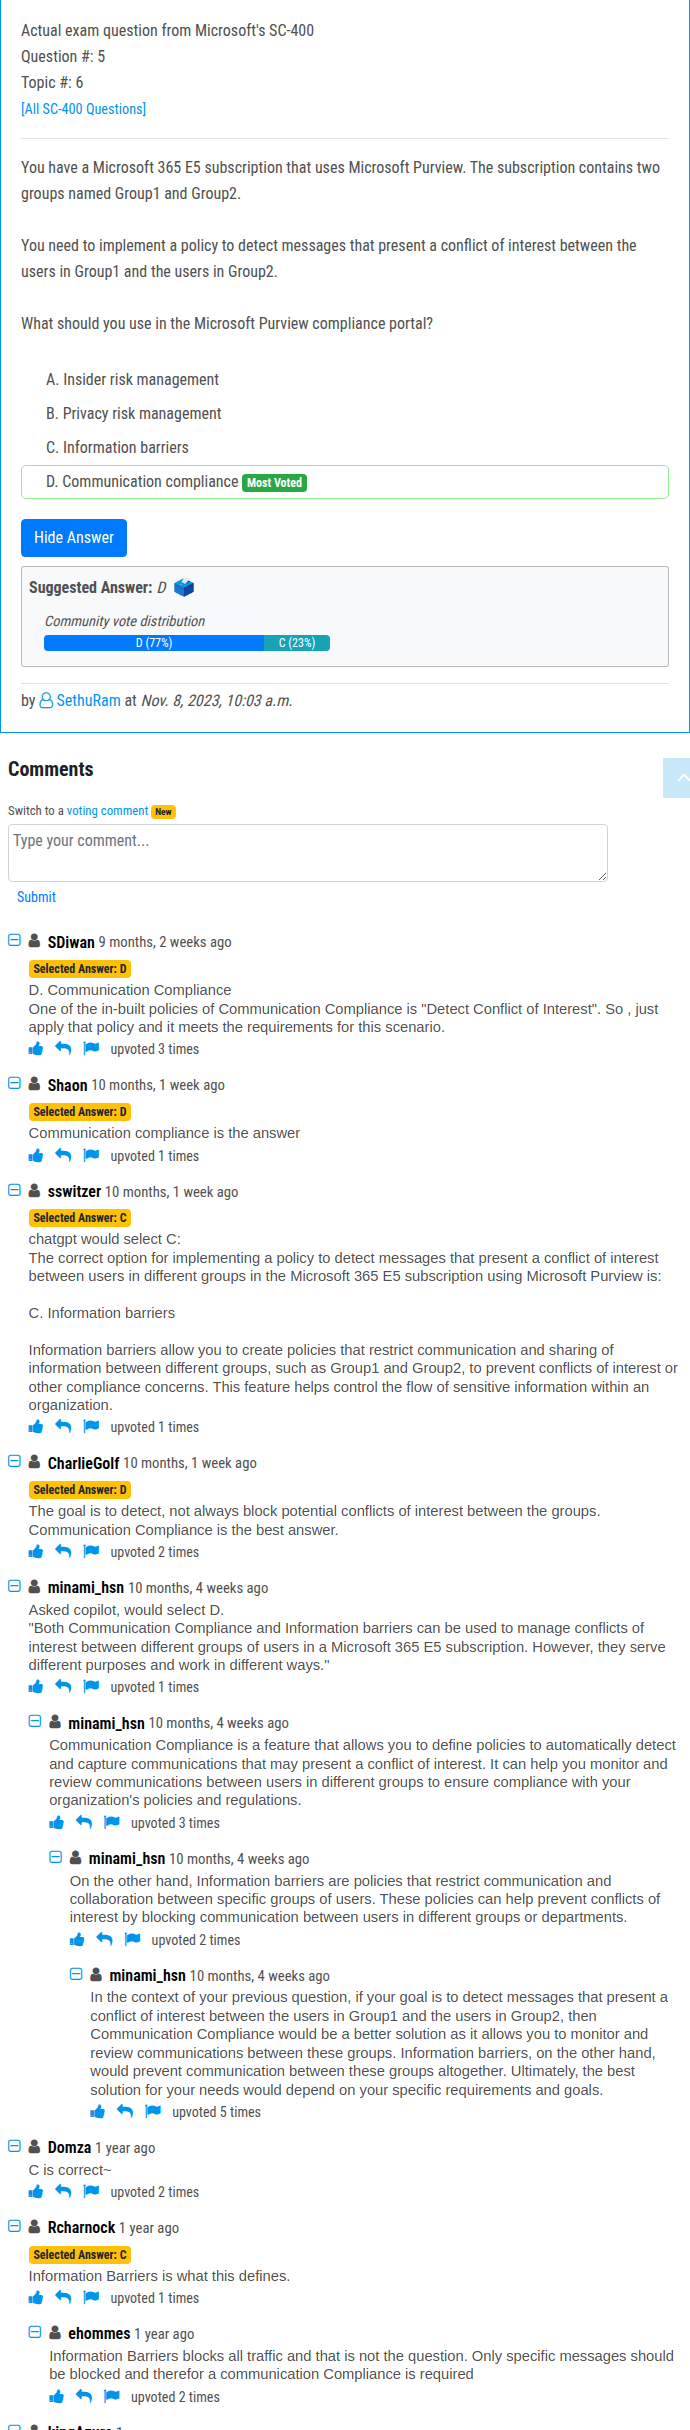 Actual exam question from Microsoft's SC-400
Question #: 5
Topic #: 6
[All SC-400 Questions]
You have a Microsoft 365 E5 subscription that uses Microsoft Purview. The subscription contains two
groups named Group1 and Group2.
You need to implement a policy to detect messages that present a conflict of interest between the
users in Group1 and the users in Group2.
What should you use in the Microsoft Purview compliance portal?
A. Insider risk management
B. Privacy risk management
C. Information barriers
D. Communication compliance Most Voted
Hide Answer
Suggested Answer: D
Community vote distribution
D (77%) C (23%)
by SethuRam at Nov. 8, 2023, 10:03 a.m.
Comments
Switch to a voting comment New
Type your comment...
Submit
SDiwan 9 months, 2 weeks ago
Selected Answer: D
D. Communication Compliance
One of the in-built policies of Communication Compliance is "Detect Conflict of Interest". So , just
apply that policy and it meets the requirements for this scenario.
upvoted 3 times
Shaon 10 months, 1 week ago
Selected Answer: D
Communication compliance is the answer
upvoted 1 times
sswitzer 10 months, 1 week ago
Selected Answer: C
chatgpt would select C:
The correct option for implementing a policy to detect messages that present a conflict of interest
between users in different groups in the Microsoft 365 E5 subscription using Microsoft Purview is:
C. Information barriers
Information barriers allow you to create policies that restrict communication and sharing of
information between different groups, such as Group1 and Group2, to prevent conflicts of interest or
other compliance concerns. This feature helps control the flow of sensitive information within an
organization.
upvoted 1 times
CharlieGolf 10 months, 1 week ago
Selected Answer: D
The goal is to detect, not always block potential conflicts of interest between the groups.
Communication Compliance is the best answer.
upvoted 2 times
minami_hsn 10 months, 4 weeks ago
Asked copilot, would select D.
"Both Communication Compliance and Information barriers can be used to manage conflicts of
interest between different groups of users in a Microsoft 365 E5 subscription. However, they serve
different purposes and work in different ways."
upvoted 1 times
minami_hsn 10 months, 4 weeks ago
Communication Compliance is a feature that allows you to define policies to automatically detect
and capture communications that may present a conflict of interest. It can help you monitor and
review communications between users in different groups to ensure compliance with your
organization's policies and regulations.
upvoted 3 times
minami_hsn 10 months, 4 weeks ago
On the other hand, Information barriers are policies that restrict communication and
collaboration between specific groups of users. These policies can help prevent conflicts of
interest by blocking communication between users in different groups or departments.
upvoted 2 times
minami_hsn 10 months, 4 weeks ago
In the context of your previous question, if your goal is to detect messages that present a
conflict of interest between the users in Group1 and the users in Group2, then
Communication Compliance would be a better solution as it allows you to monitor and
review communications between these groups. Information barriers, on the other hand,
would prevent communication between these groups altogether. Ultimately, the best
solution for your needs would depend on your specific requirements and goals.
upvoted 5 times
Domza 1 year ago
C is correct~
upvoted 2 times
Rcharnock 1 year ago
Selected Answer: C
Information Barriers is what this defines.
upvoted 1 times
ehommes 1 year ago
Information Barriers blocks all traffic and that is not the question. Only specific messages should
be blocked and therefor a communication Compliance is required
upvoted 2 times